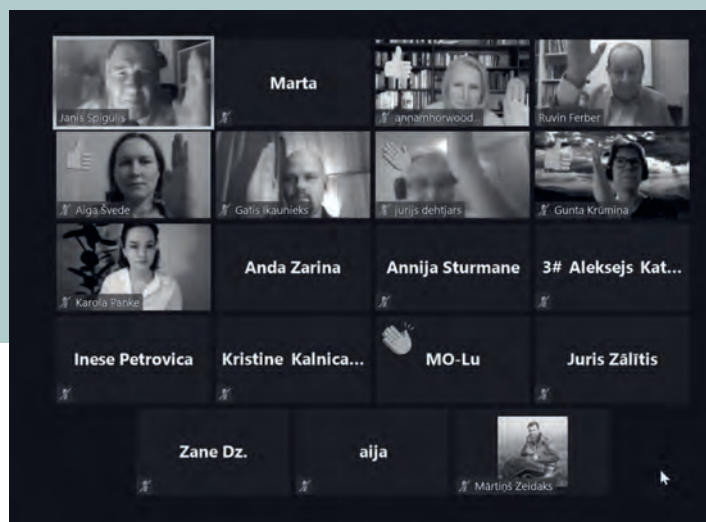 Janis Spigulis
Marta
annamhorwood...
Ruvin Ferber
Aiga Švede
Gatis Ikaunieks
jurijs dehtjars
Gunta Krūmiņa
Karola Panke
Anda Zarina
Annija Sturmane
3# Aleksejs Kat...
Inese Petrovica
Kristine Kalnica...
MO-Lu
Juris Zālītis
Zane Dz.
aija
Mārtiņš Zeidaks